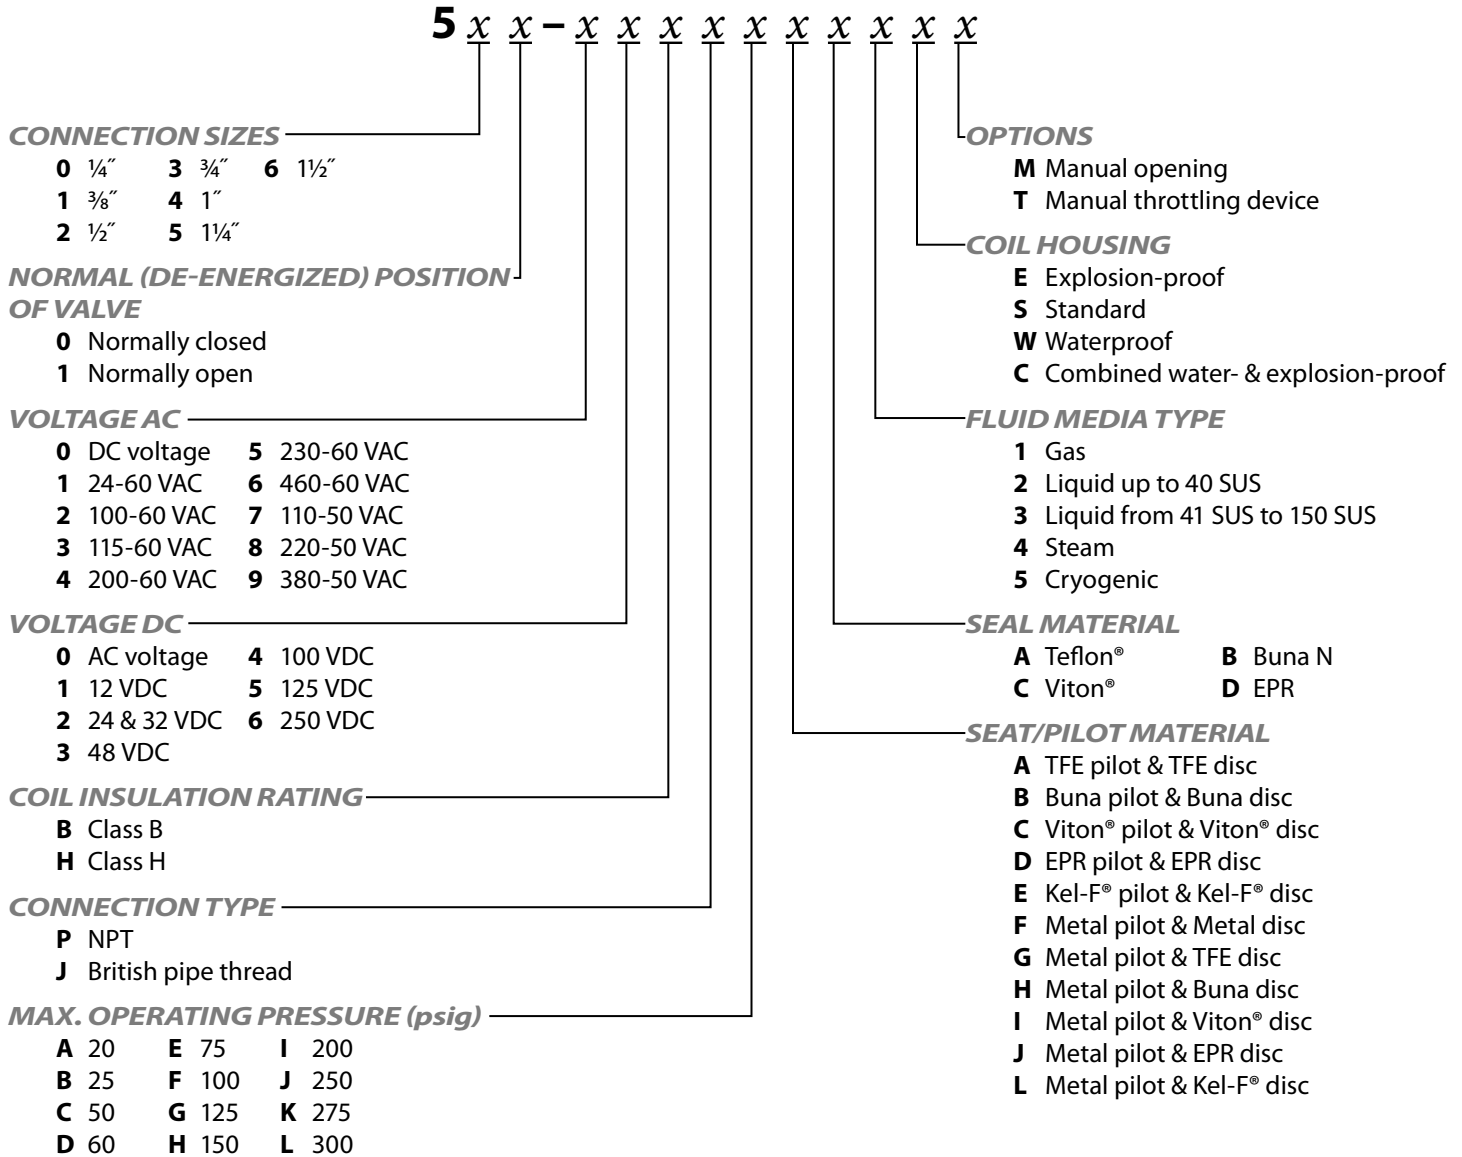 5 x x – x x x x x x x x x x
CONNECTION SIZES
0 ¼˝ 3 ¾˝ 6 1½˝
1 ⅜˝ 4 1˝
2 ½˝ 5 1¼˝
NORMAL (DE-ENERGIZED) POSITION
OF VALVE
0 Normally closed
1 Normally open
VOLTAGE AC
0 DC voltage 5 230-60 VAC
1 24-60 VAC 6 460-60 VAC
2 100-60 VAC 7 110-50 VAC
3 115-60 VAC 8 220-50 VAC
4 200-60 VAC 9 380-50 VAC
VOLTAGE DC
0 AC voltage 4 100 VDC
1 12 VDC 5 125 VDC
2 24 & 32 VDC 6 250 VDC
3 48 VDC
COIL INSULATION RATING
B Class B
H Class H
CONNECTION TYPE
P NPT
J British pipe thread
MAX. OPERATING PRESSURE (psig)
A 20 E 75 I 200
B 25 F 100 J 250
C 50 G 125 K 275
D 60 H 150 L 300
OPTIONS
M Manual opening
T Manual throttling device
COIL HOUSING
E Explosion-proof
S Standard
W Waterproof
C Combined water- & explosion-proof
FLUID MEDIA TYPE
1 Gas
2 Liquid up to 40 SUS
3 Liquid from 41 SUS to 150 SUS
4 Steam
5 Cryogenic
SEAL MATERIAL
A Teflon® B Buna N
C Viton® D EPR
SEAT/PILOT MATERIAL
A TFE pilot & TFE disc
B Buna pilot & Buna disc
C Viton® pilot & Viton® disc
D EPR pilot & EPR disc
E Kel-F® pilot & Kel-F® disc
F Metal pilot & Metal disc
G Metal pilot & TFE disc
H Metal pilot & Buna disc
I Metal pilot & Viton® disc
J Metal pilot & EPR disc
L Metal pilot & Kel-F® disc